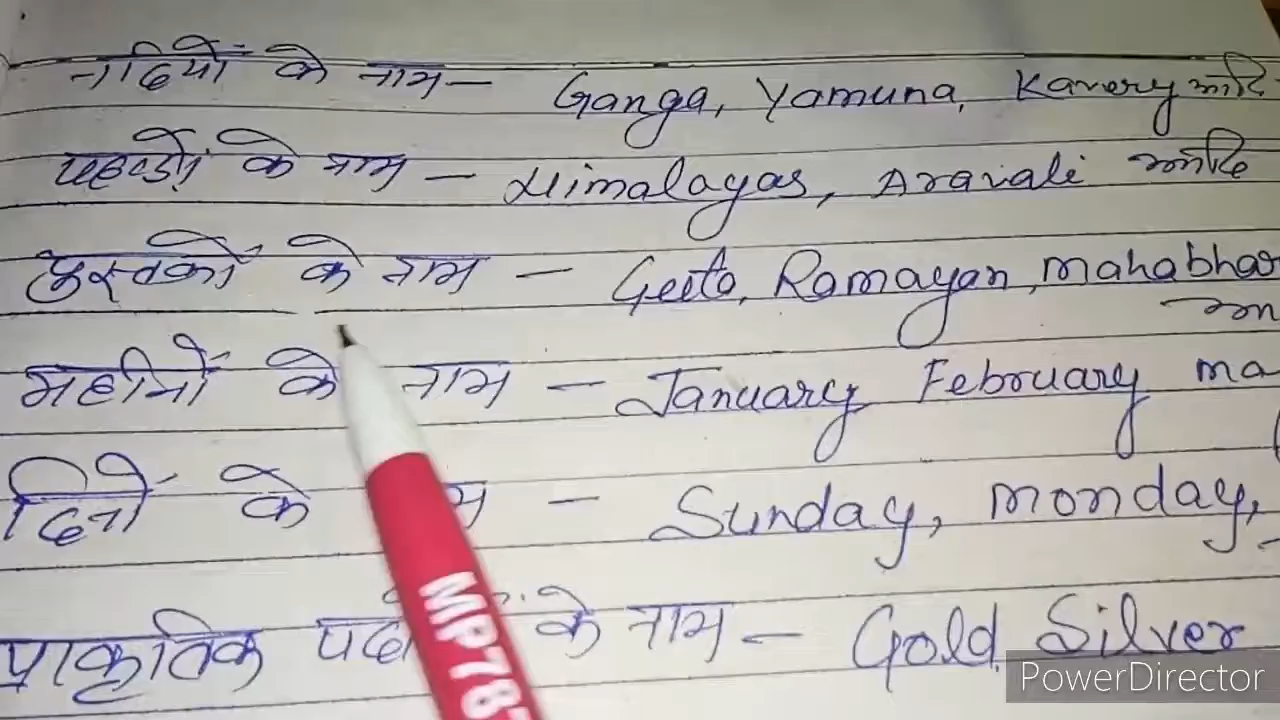 नदियों के नाम – Ganga, Yamuna, Kavery आदि
पहाडों के नाम – Himalayas, Aravali आदि
पुस्तकों के नाम – Geeta, Ramayan, mahabhar
महीनों के नाम – January February ma
दिनों के – Sunday, monday,
प्राकृतिक के नाम – Gold, Silver
MP787
PowerDirector